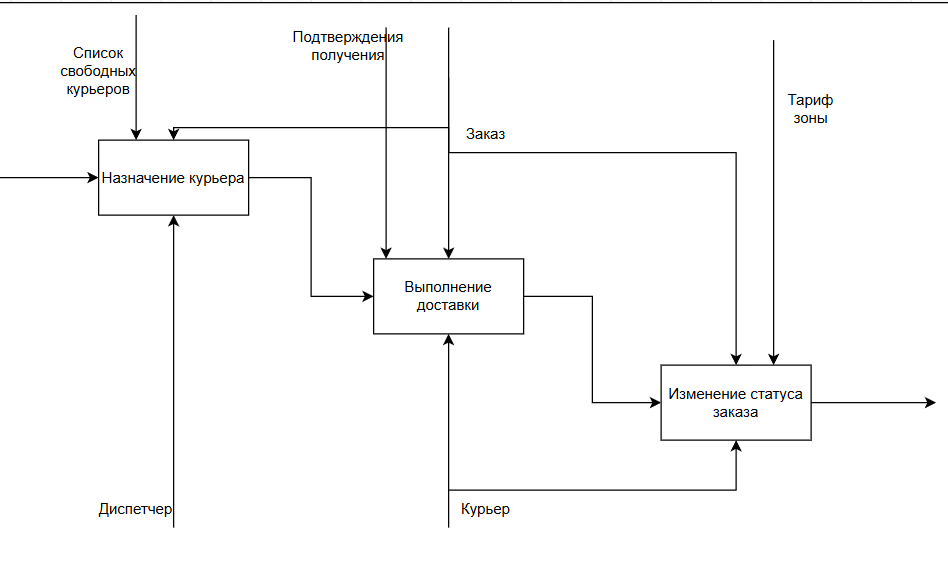 Список
свободных
курьеров
Подтверждения
получения
Тариф
зоны
Заказ
Назначение курьера
Выполнение
доставки
Изменение статуса
заказа
Диспетчер
Курьер